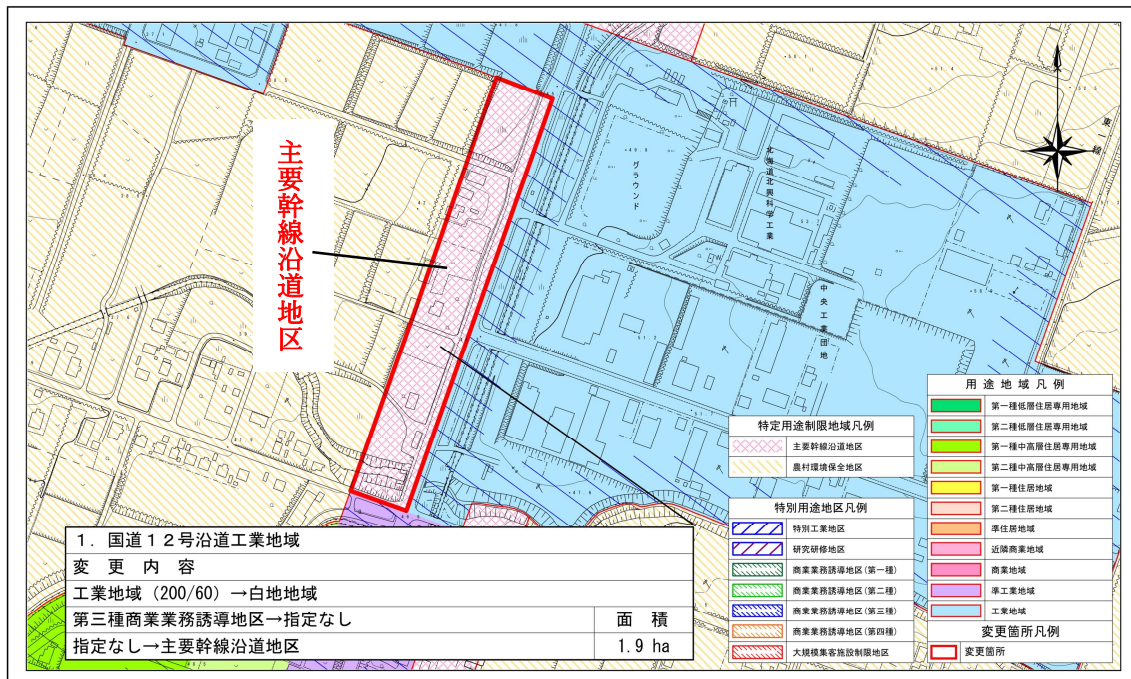 主要幹線沿道地区
グラウンド
北海道北興科学工業
中央工業団地
東一線
1. 国道12号沿道工業地域
変更内容
工業地域 (200/60) →白地地域
第三種商業業務誘導地区→指定なし
面積
指定なし→主要幹線沿道地区
1.9 ha
特定用途制限地域凡例
主要幹線沿道地区
農村環境保全地区
特別用途地区凡例
特別工業地区
研究研修地区
商業業務誘導地区(第一種)
商業業務誘導地区(第二種)
商業業務誘導地区(第三種)
商業業務誘導地区(第四種)
大規模集客施設制限地区
用途地域凡例
第一種低層住居専用地域
第二種低層住居専用地域
第一種中高層住居専用地域
第二種中高層住居専用地域
第一種住居地域
第二種住居地域
準住居地域
近隣商業地域
商業地域
準工業地域
工業地域
変更箇所凡例
変更箇所